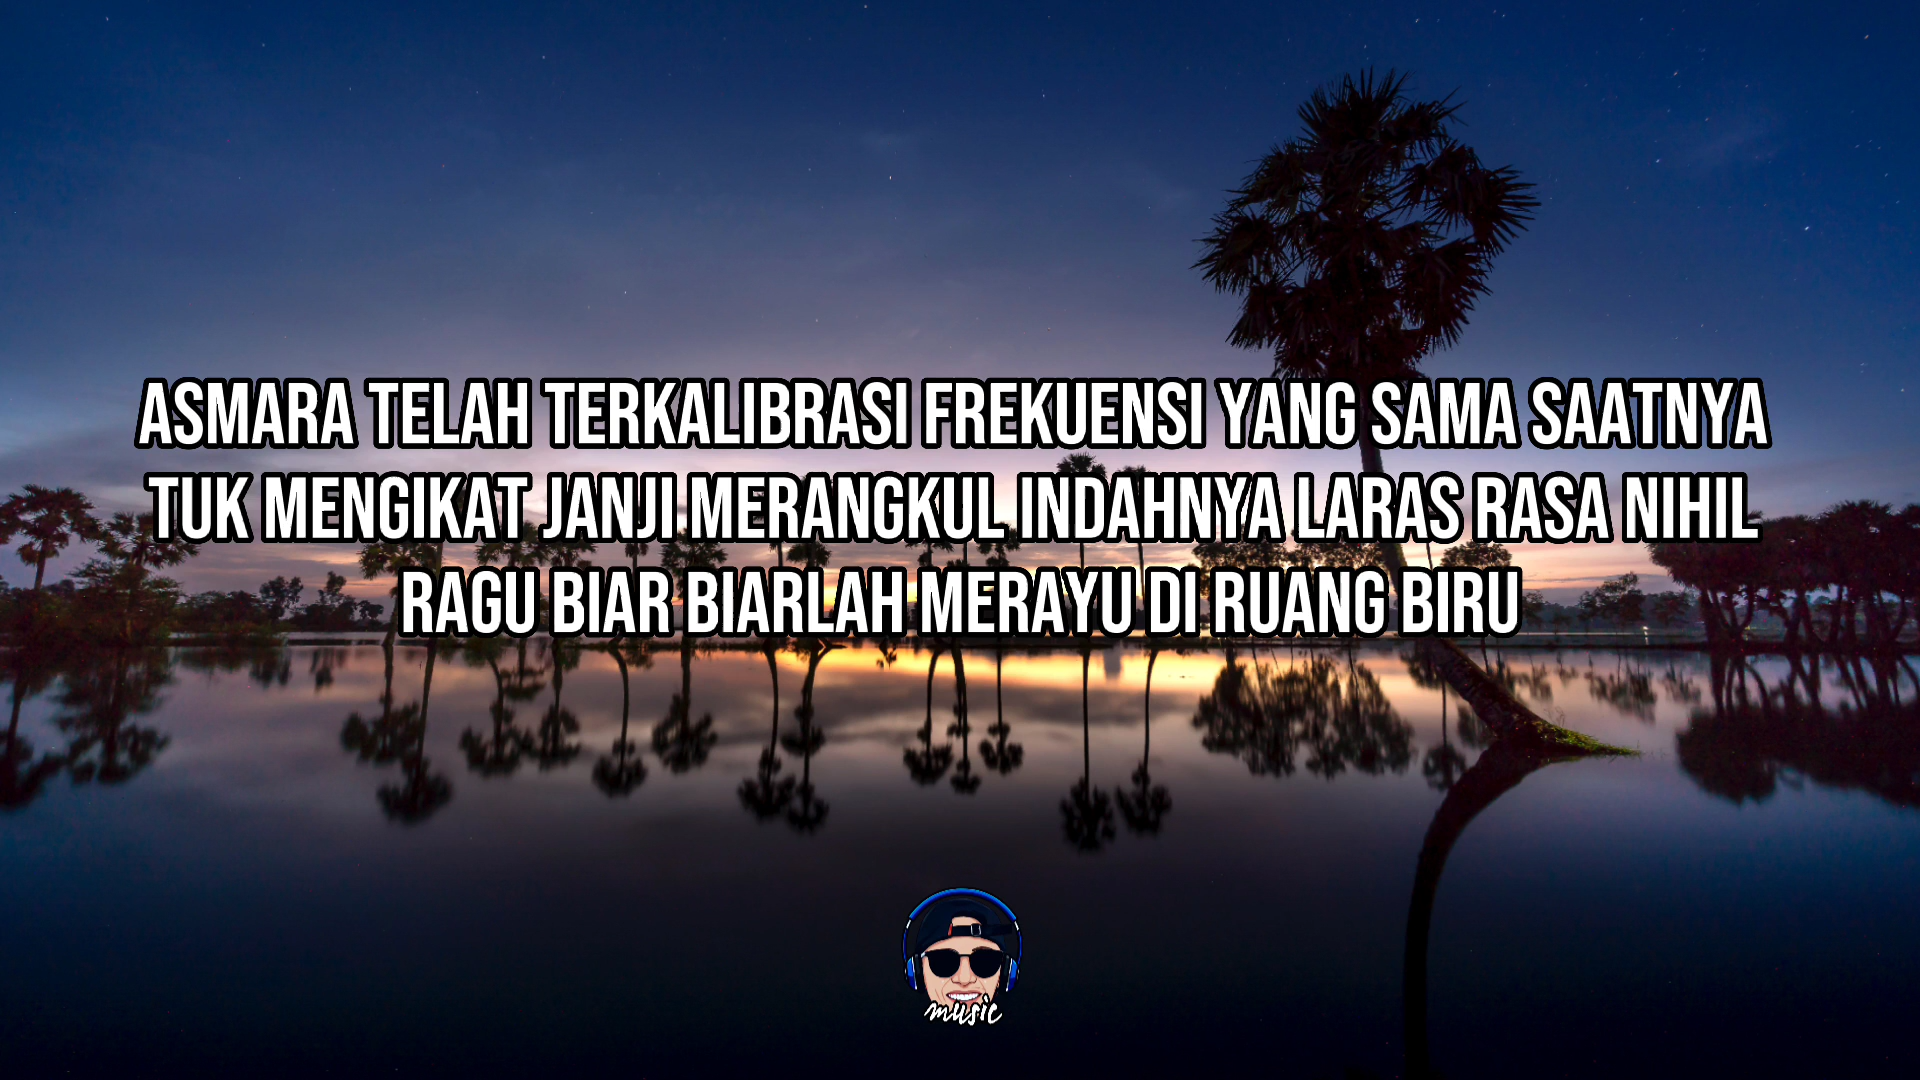 ASMARA TELAH TERKALIBRASI FREKUENSI YANG SAMA SAATNYA
TUK MENGIKAT JANJI MERANGKUL INDAHNYA LARAS RASA NIHIL
RAGU BIAR BIARLAH MERAYU DI RUANG BIRU
music